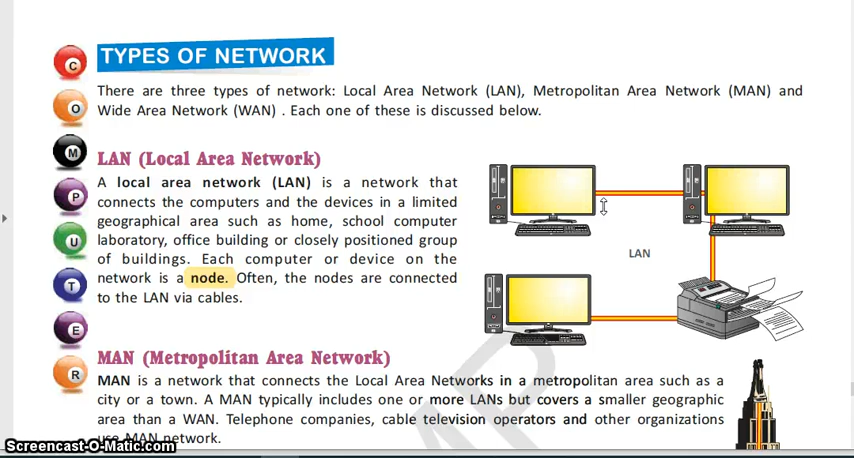 TYPES OF NETWORK
There are three types of network: Local Area Network (LAN), Metropolitan Area Network (MAN) and
Wide Area Network (WAN) . Each one of these is discussed below.
LAN (Local Area Network)
A local area network (LAN) is a network that
connects the computers and the devices in a limited
geographical area such as home, school computer
laboratory, office building or closely positioned group
of buildings. Each computer or device on the
network is a node. Often, the nodes are connected
to the LAN via cables.
LAN
MAN (Metropolitan Area Network)
MAN is a network that connects the Local Area Networks in a metropolitan area such as a
city or a town. A MAN typically includes one or more LANs but covers a smaller geographic
area than a WAN. Telephone companies, cable television operators and other organizations
use MAN network.
C
O
M
P
U
T
E
R
Screencast-O-Matic.com